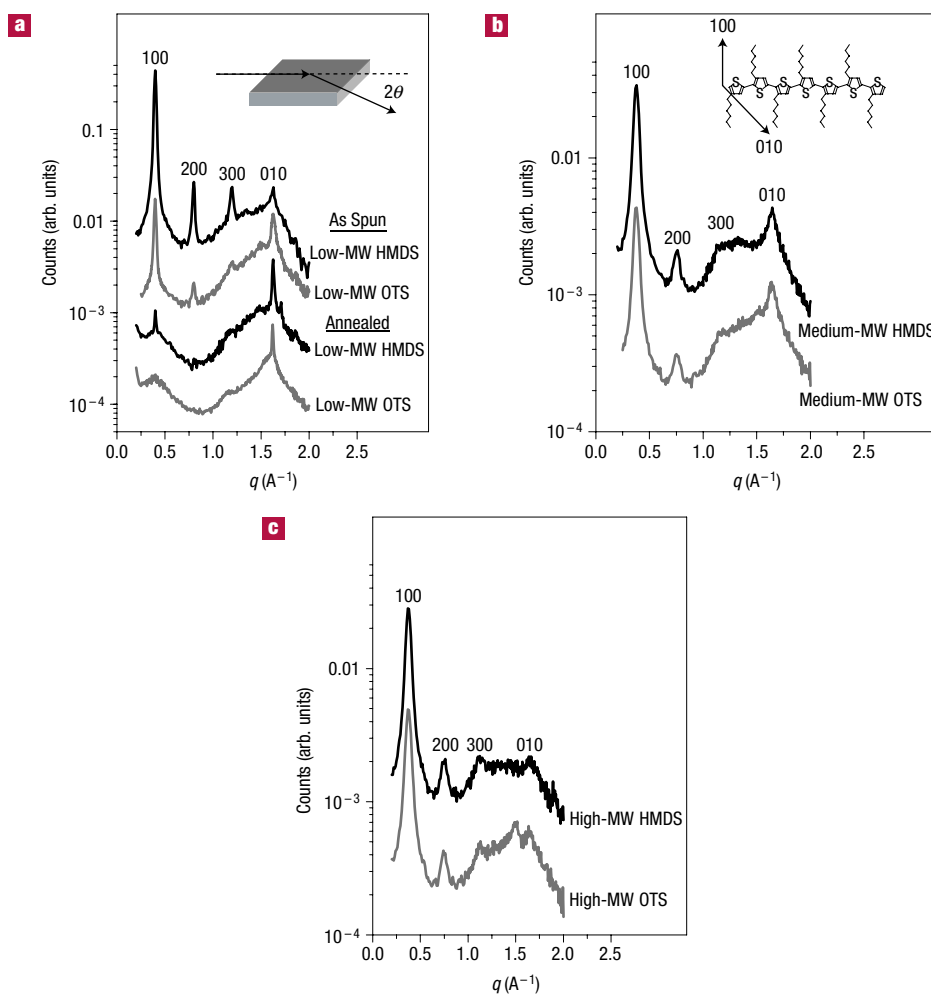 a
100
200
300
010
2θ
As Spun
Low-MW HMDS
Low-MW OTS
Annealed
Low-MW HMDS
Low-MW OTS
Counts (arb. units)
0.1
0.01
10⁻³
10⁻⁴
0.0 0.5 1.0 1.5 2.0 2.5
q (A⁻¹)
b
100
200
300
010
100
010
S S S S S S S
Medium-MW HMDS
Medium-MW OTS
Counts (arb. units)
0.01
10⁻³
10⁻⁴
0.0 0.5 1.0 1.5 2.0 2.5
q (A⁻¹)
c
100
200 300 010
High-MW HMDS
High-MW OTS
Counts (arb. units)
0.01
10⁻³
10⁻⁴
0.0 0.5 1.0 1.5 2.0 2.5
q (A⁻¹)